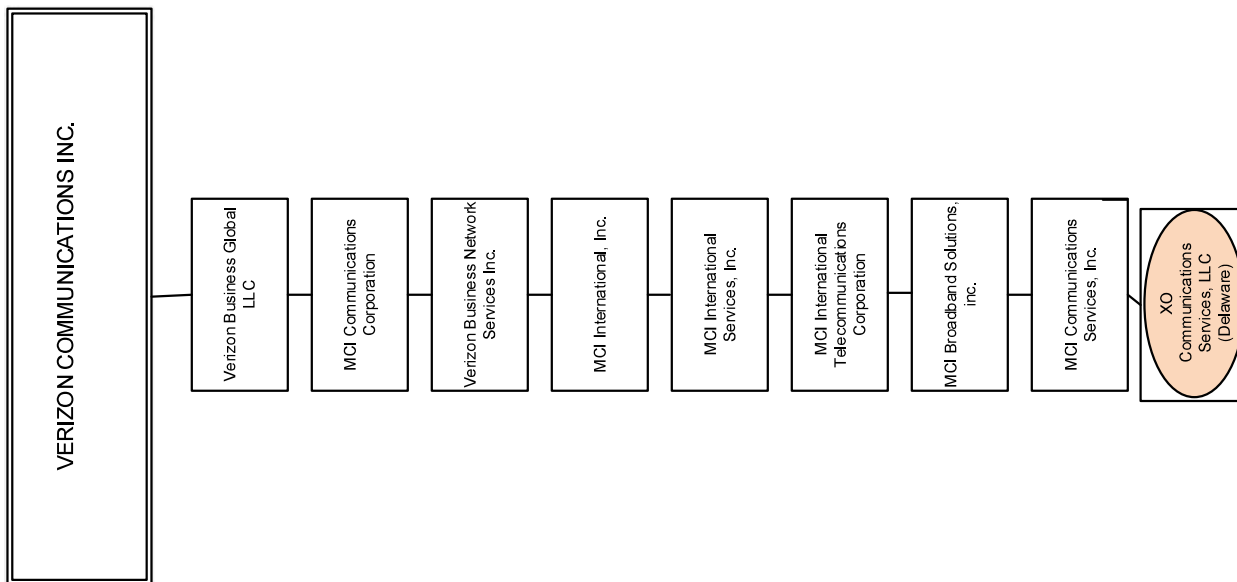 VERIZON COMMUNICATIONS INC.
Verizon Business Global
LLC
MCI Communications
Corporation
Verizon Business Network
Services Inc.
MCI International, Inc.
MCI International
Services, Inc.
MCI International
Telecommunications
Corporation
MCI Broadband Solutions,
inc.
MCI Communications
Services, Inc.
XO
Communications
Services, LLC
(Delaware)